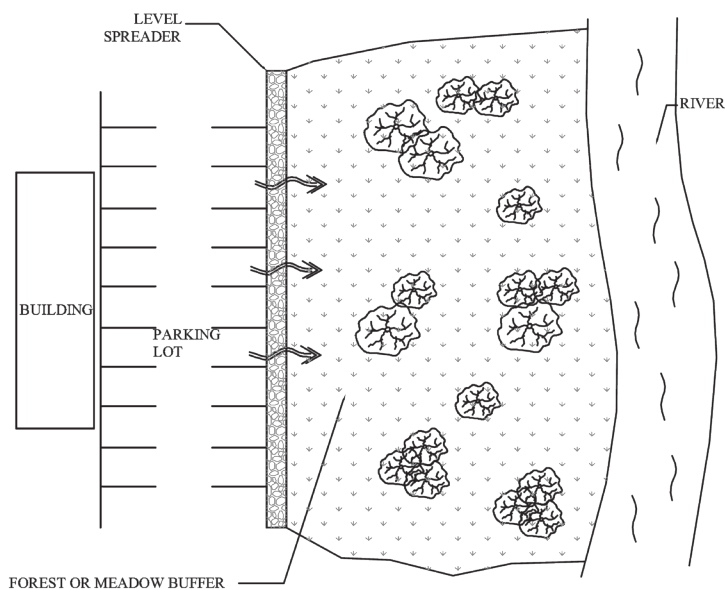 LEVEL
SPREADER
RIVER
BUILDING
PARKING
LOT
FOREST OR MEADOW BUFFER